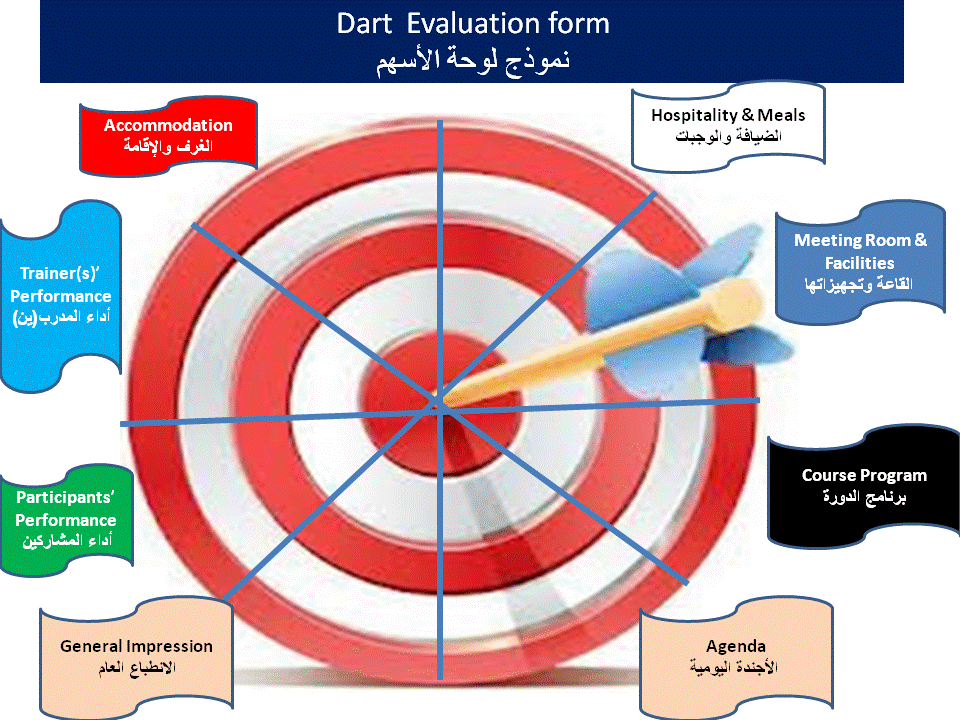 Dart  Evaluation form
نموذج لوحة الأسهم
Accommodation
الغرف والإقامة
Hospitality & Meals
الضيافة والوجبات
Trainer(s)’
Performance
أداء المدرب(ين)
Meeting Room &
Facilities
القاعة وتجهيزاتها
Participants’
Performance
أداء المشاركين
Course Program
برنامج الدورة
General Impression
الانطباع العام
Agenda
الأجندة اليومية